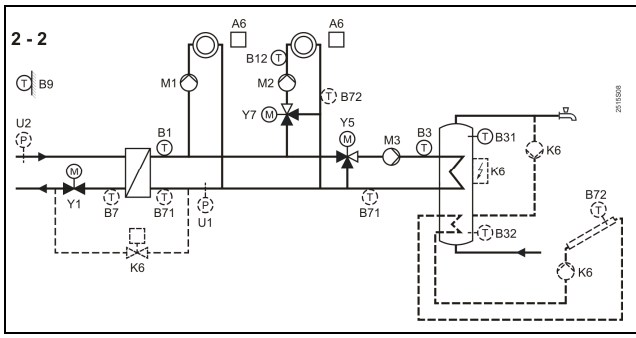 2 - 2
A6
A6
T B9
B12 T
M1
M2
T B72
U2
P
B1
T
Y7 M
Y5
M
M3
B3
T
T B31
K6
2515S08
M
Y1
T
B7
T
B71
P
U1
T
B71
K6
B72
T
T B32
K6
K6